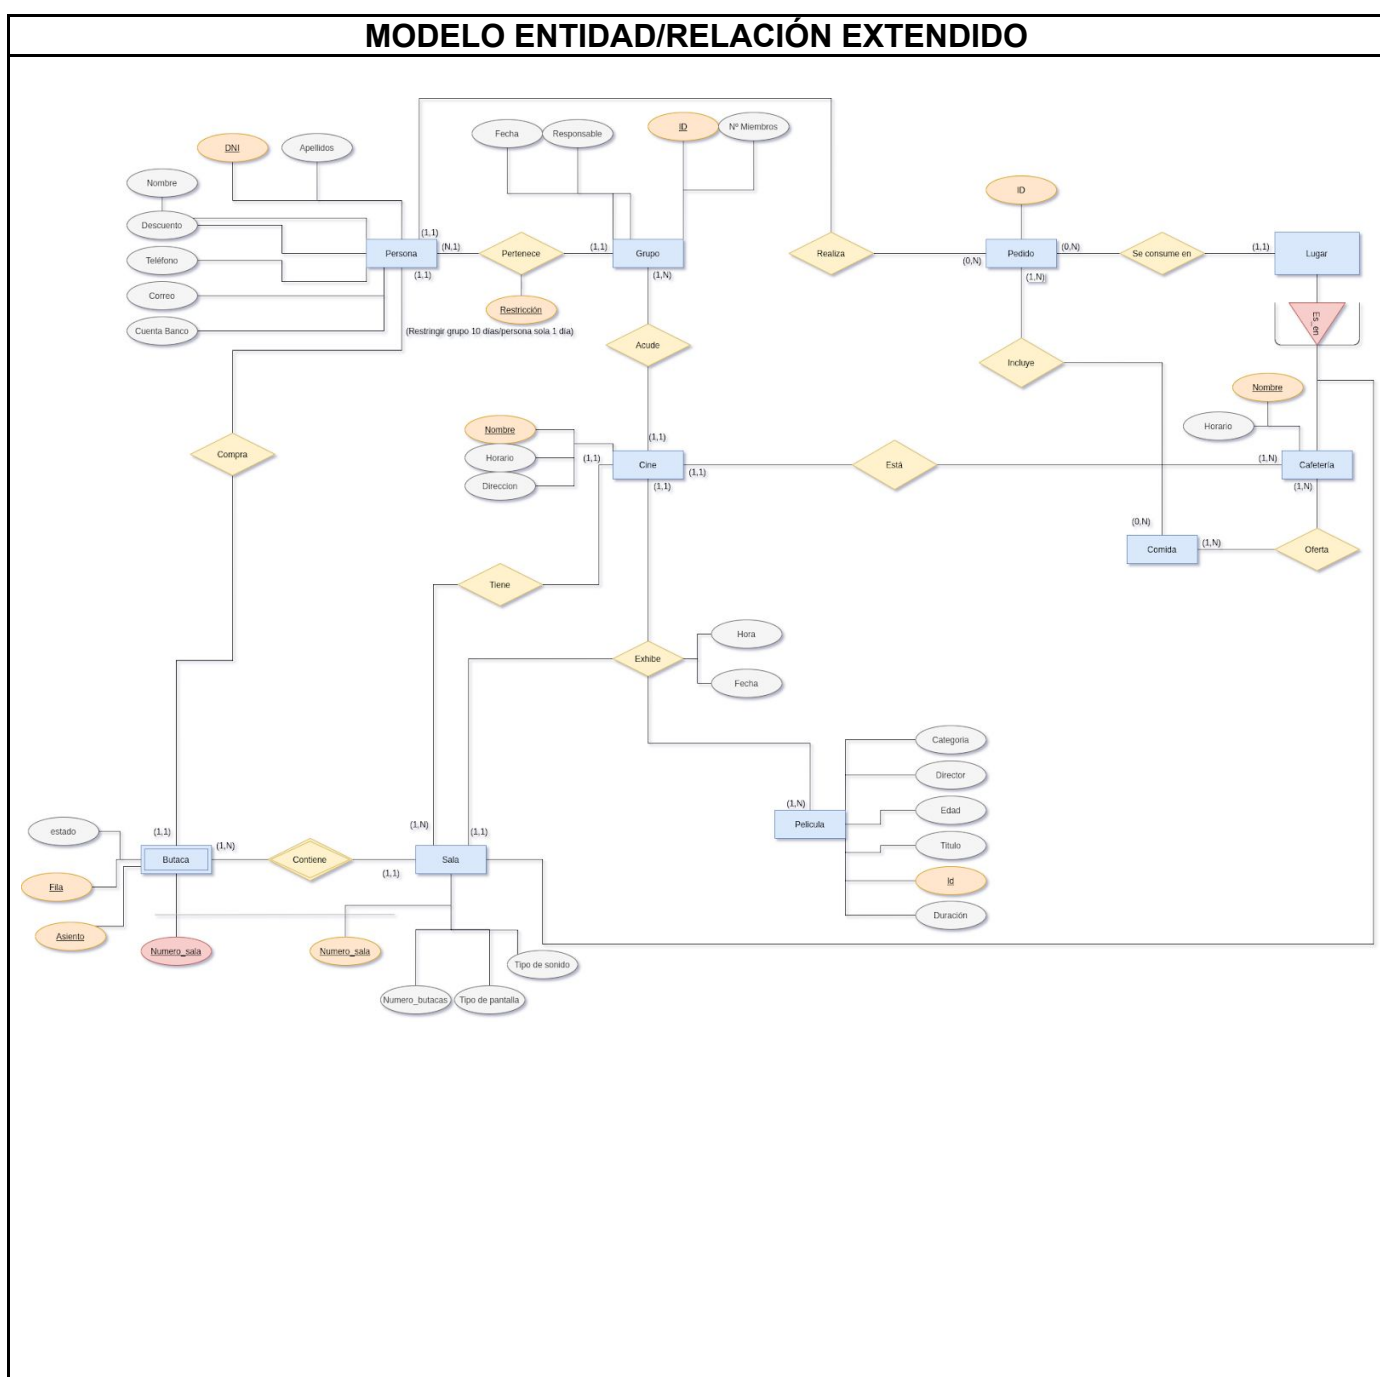 MODELO ENTIDAD/RELACIÓN EXTENDIDO
DNI
Apellidos
Fecha
Responsable
ID
Nº Miembros
Nombre
Descuento
Teléfono
Correo
Cuenta Banco
ID
(1,1)
(N,1)
Persona
(1,1)
Pertenece
(1,1)
Grupo
(1,N)
Realiza
(0,N)
Pedido
(0,N)
(1,N)
Se consume en
(1,1)
Lugar
Restricción
(Restringir grupo 10 días/persona sola 1 dia)
Es_en
Acude
Incluye
Nombre
Horario
Compra
Nombre
Horario
Direccion
(1,1)
(1,1)
Cine
(1,1)
(1,1)
Está
(1,N)
Cafetería
(1,N)
(0,N)
Comida
(1,N)
Oferta
Tiene
Hora
Exhibe
Fecha
Categoria
Director
(1,N)
Pelicula
Edad
Titulo
Id
Duración
estado
(1,1)
(1,N)
Butaca
Contiene
(1,N)
(1,1)
Sala
(1,1)
Fila
Asiento
Numero_sala
Numero_sala
Tipo de sonido
Numero_butacas
Tipo de pantalla